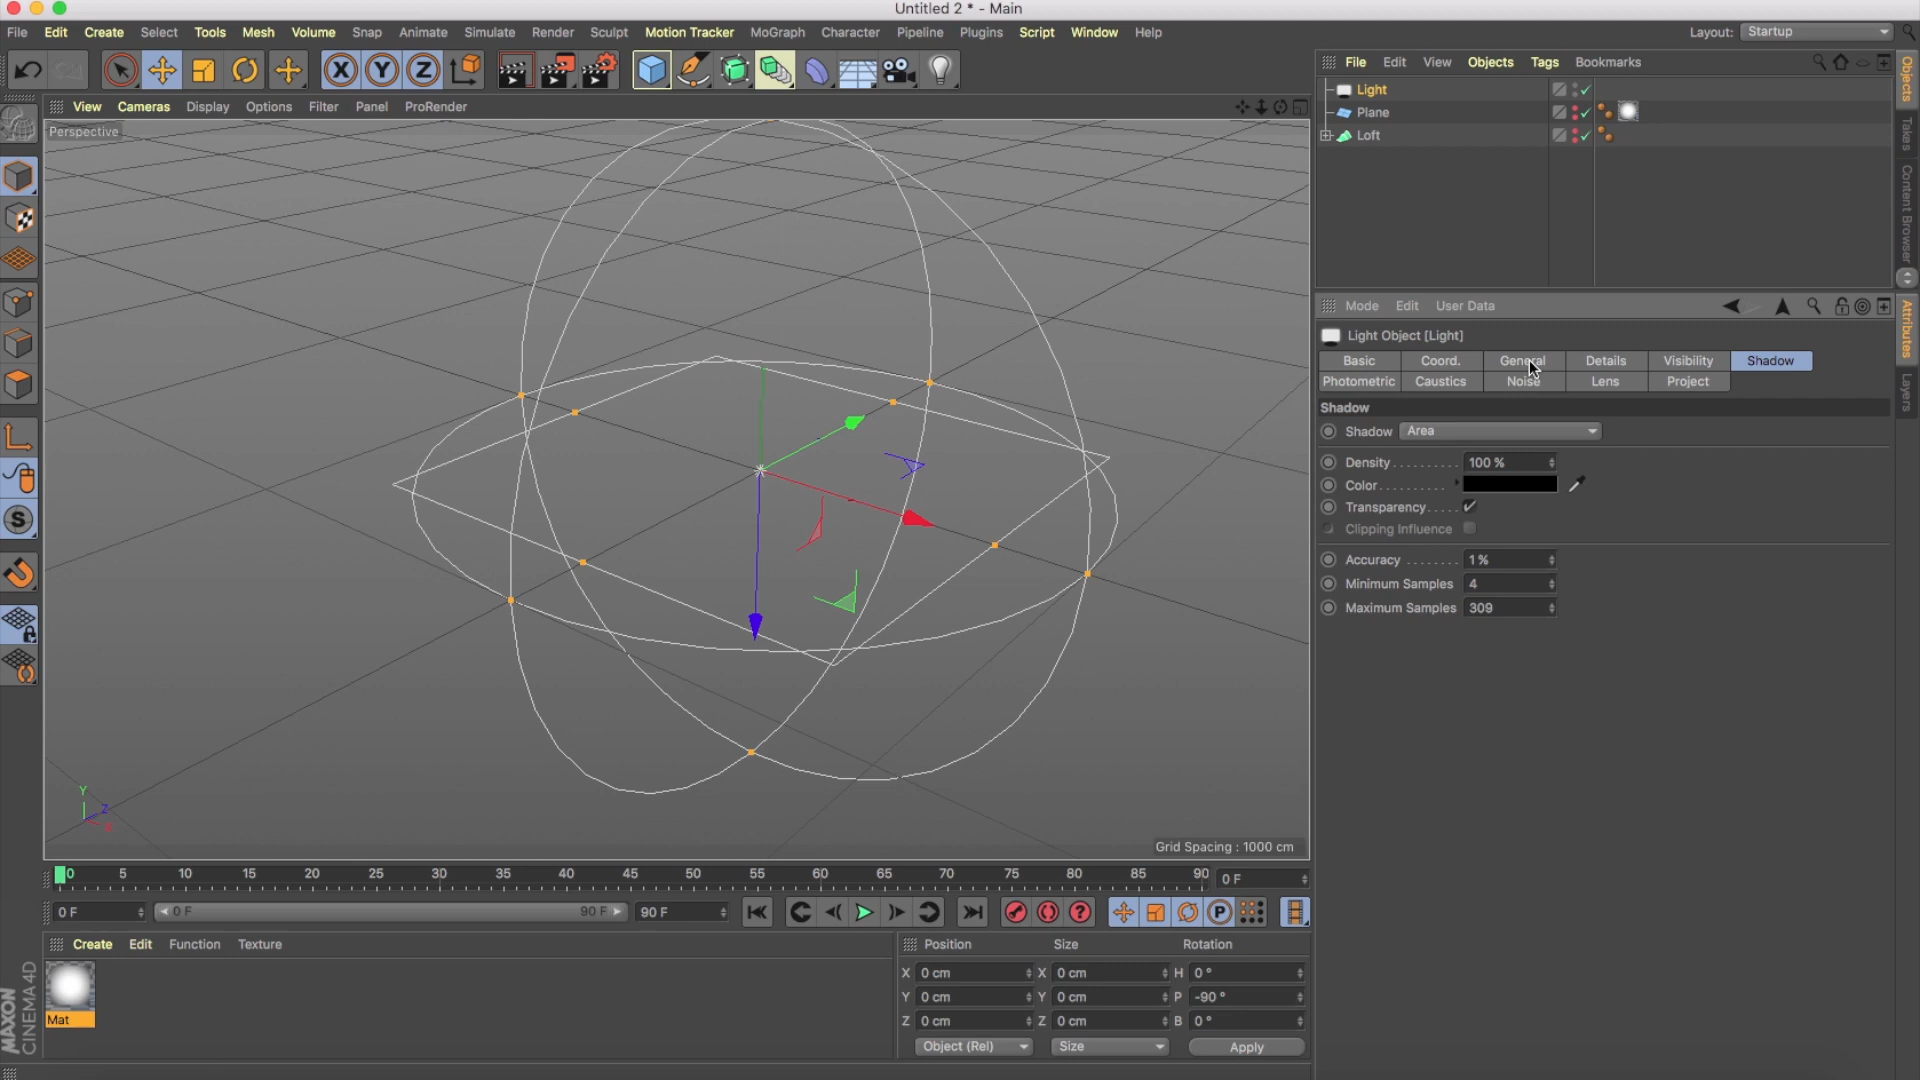 Untitled 2 * - Main
File Edit Create Select Tools Mesh Volume Snap Animate Simulate Render Sculpt Motion Tracker MoGraph Character Pipeline Plugins Script Window Help Layout: Startup
X Y Z
File Edit View Objects Tags Bookmarks
View Cameras Display Options Filter Panel ProRender
Perspective
Light
Plane
Loft
Objects
Takes
Content Browser
Mode Edit User Data
Attributes
Layers
Light Object [Light]
Basic Coord. General Details Visibility Shadow
Photometric Caustics Noise Lens Project
Shadow
Shadow Area
Density 100 %
Color
Transparency
Clipping Influence
Accuracy 1 %
Minimum Samples 4
Maximum Samples 309
S
Y
Z
X
Grid Spacing : 1000 cm
0 5 10 15 20 25 30 35 40 45 50 55 60 65 70 75 80 85 90 0 F
0 F 0 F 90 F 90 F ? P
Create Edit Function Texture
Mat
MAXON
CINEMA 4D
Position Size Rotation
X 0 cm X 0 cm H 0 °
Y 0 cm Y 0 cm P -90 °
Z 0 cm Z 0 cm B 0 °
Object (Rel) Size Apply